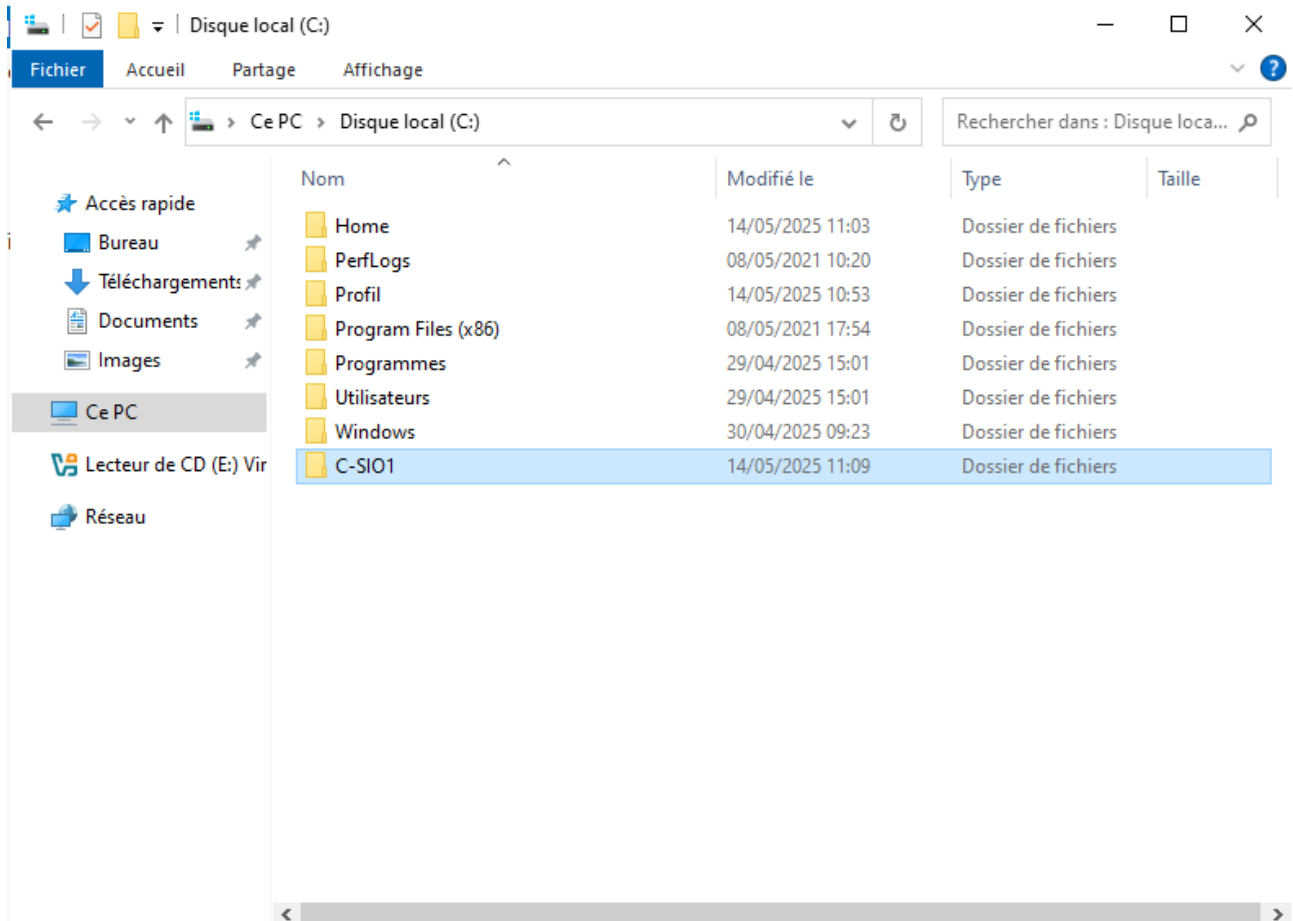 Disque local (C:)
Fichier Accueil Partage Affichage
Ce PC > Disque local (C:) Rechercher dans : Disque loca...
Nom Modifié le Type Taille
Accès rapide
Bureau
Téléchargements
Documents
Images
Ce PC
Lecteur de CD (E:) Vir
Réseau
Home 14/05/2025 11:03 Dossier de fichiers
PerfLogs 08/05/2021 10:20 Dossier de fichiers
Profil 14/05/2025 10:53 Dossier de fichiers
Program Files (x86) 08/05/2021 17:54 Dossier de fichiers
Programmes 29/04/2025 15:01 Dossier de fichiers
Utilisateurs 29/04/2025 15:01 Dossier de fichiers
Windows 30/04/2025 09:23 Dossier de fichiers
C-SIO1 14/05/2025 11:09 Dossier de fichiers